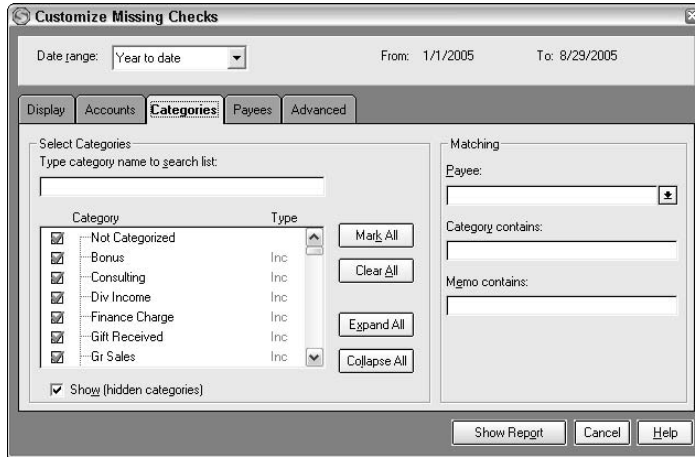 Customize Missing Checks
Date range: Year to date From: 1/1/2005 To: 8/29/2005
Display Accounts Categories Payees Advanced
Select Categories
Type category name to search list:
Category Type
Not Categorized
Bonus Inc
Consulting Inc
Div Income Inc
Finance Charge Inc
Gift Received Inc
Gr Sales Inc
Mark All
Clear All
Expand All
Collapse All
Show (hidden categories)
Matching
Payee:
Category contains:
Memo contains:
Show Report Cancel Help